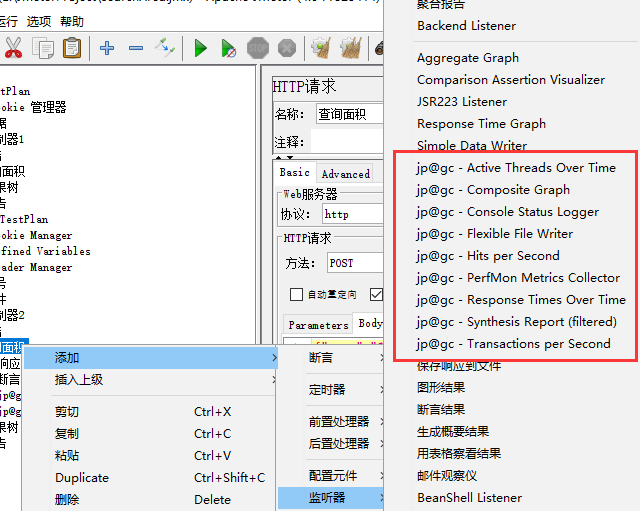 运行 选项 帮助
stPlan
okie 管理器
据
制器1
面积
果树
告
TestPlan
okie Manager
fined Variables
ader Manager
号
件
制器2
面积
响应
断言
jp@g
jp@g
果树
告
HTTP请求
名称: 查询面积
注释:
Basic Advanced
Web服务器
协议: http
HTTP请求
方法: POST
自动重定向
Parameters Body
添加
插入上级
剪切 Ctrl+X
复制 Ctrl+C
粘贴 Ctrl+V
Duplicate Ctrl+Shift+C
删除 Delete
断言
定时器
前置处理器
后置处理器
配置元件
监听器
聚合报告
Backend Listener
Aggregate Graph
Comparison Assertion Visualizer
JSR223 Listener
Response Time Graph
Simple Data Writer
jp@gc - Active Threads Over Time
jp@gc - Composite Graph
jp@gc - Console Status Logger
jp@gc - Flexible File Writer
jp@gc - Hits per Second
jp@gc - PerfMon Metrics Collector
jp@gc - Response Times Over Time
jp@gc - Synthesis Report (filtered)
jp@gc - Transactions per Second
保存响应到文件
图形结果
断言结果
生成概要结果
用表格察看结果
邮件观察仪
BeanShell Listener